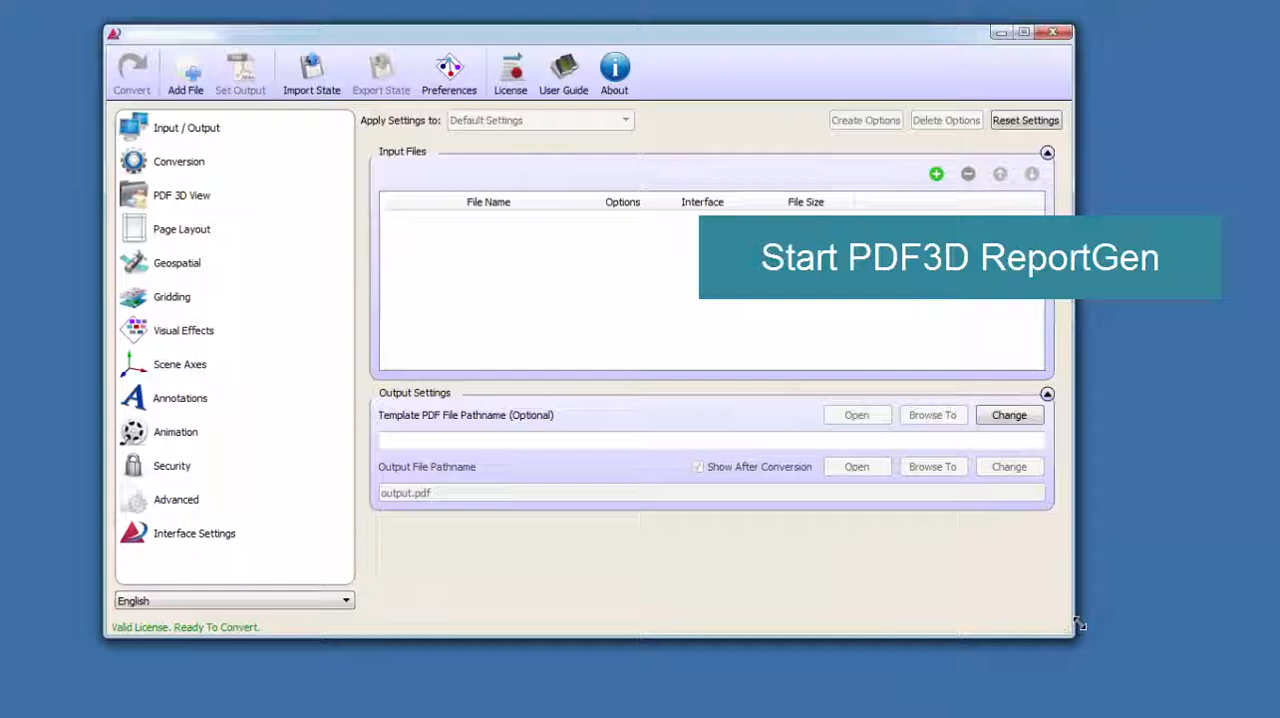 Convert Add File Set Output Import State Export State Preferences License User Guide About
Input / Output
Conversion
PDF 3D View
Page Layout
Geospatial
Gridding
Visual Effects
Scene Axes
Annotations
Animation
Security
Advanced
Interface Settings
English
Valid License. Ready To Convert.
Apply Settings to: Default Settings Create Options Delete Options Reset Settings
Input Files
File Name Options Interface File Size
Start PDF3D ReportGen
Output Settings
Template PDF File Pathname (Optional) Open Browse To Change
Output File Pathname Show After Conversion Open Browse To Change
output.pdf